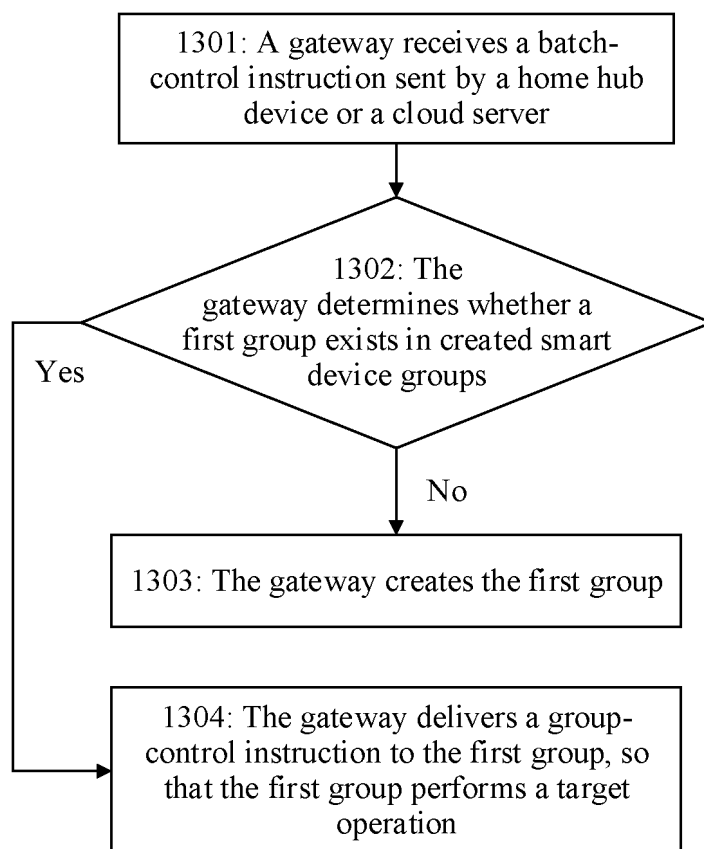 1301: A gateway receives a batch-
control instruction sent by a home hub
device or a cloud server
1302: The
gateway determines whether a
first group exists in created smart
device groups
Yes
No
1303: The gateway creates the first group
1304: The gateway delivers a group-
control instruction to the first group, so
that the first group performs a target
operation